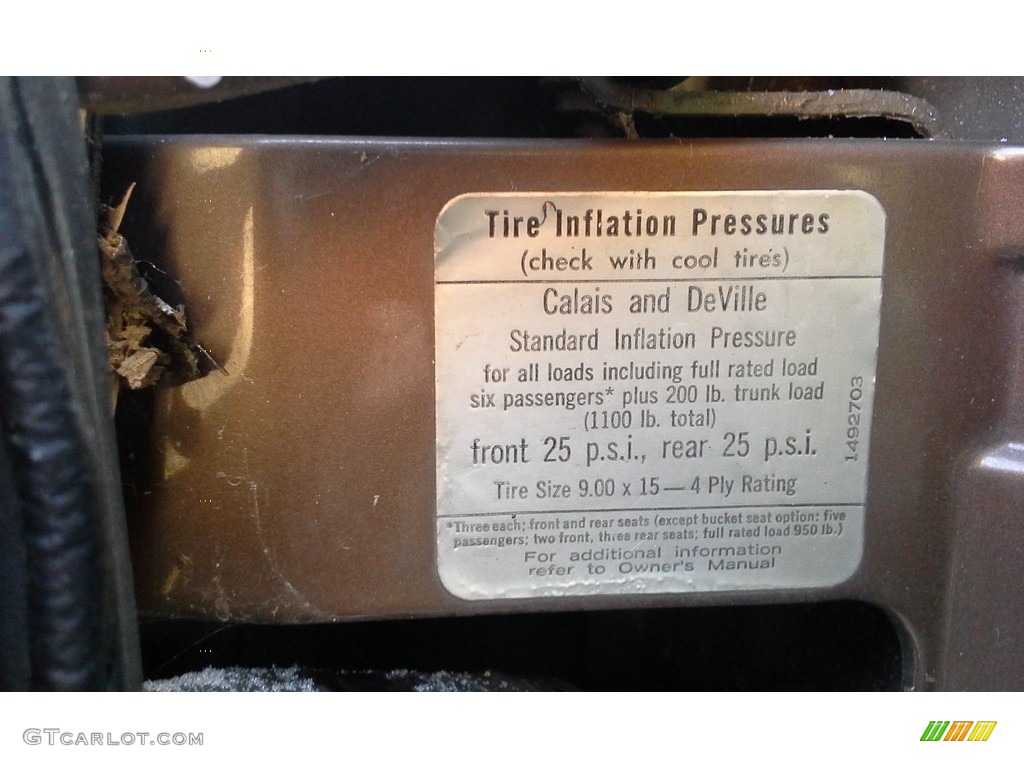 Tire Inflation Pressures
(check with cool tires)
Calais and DeVille
Standard Inflation Pressure
for all loads including full rated load
six passengers* plus 200 lb. trunk load
(1100 lb. total)
front 25 p.s.i., rear 25 p.s.i.
Tire Size 9.00 x 15 — 4 Ply Rating
1492703
*Three each; front and rear seats (except bucket seat option: five
passengers; two front, three rear seats; full rated load 950 lb.)
For additional information
refer to Owner's Manual
GTCARLOT.COM